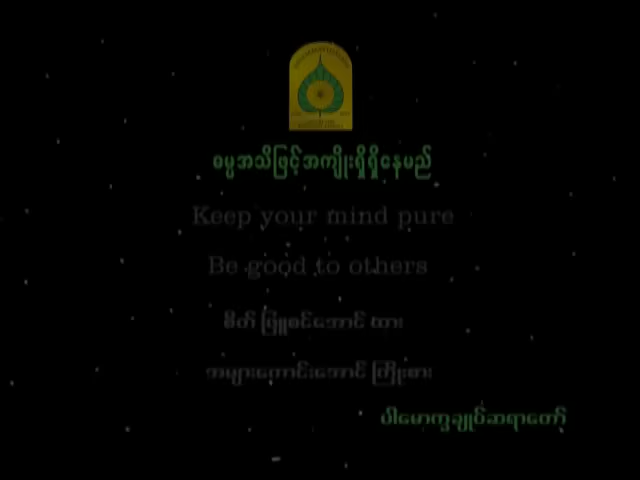 ဓမ္မအသိဖြင့်အကျိုးရှိရှိနေမည်
Keep your mind pure
Be good to others
စိတ် ဖြူစင်အောင် ထား
အများကောင်းအောင် ကြိုးစား
ပါမောက္ခချုပ်ဆရာတော်